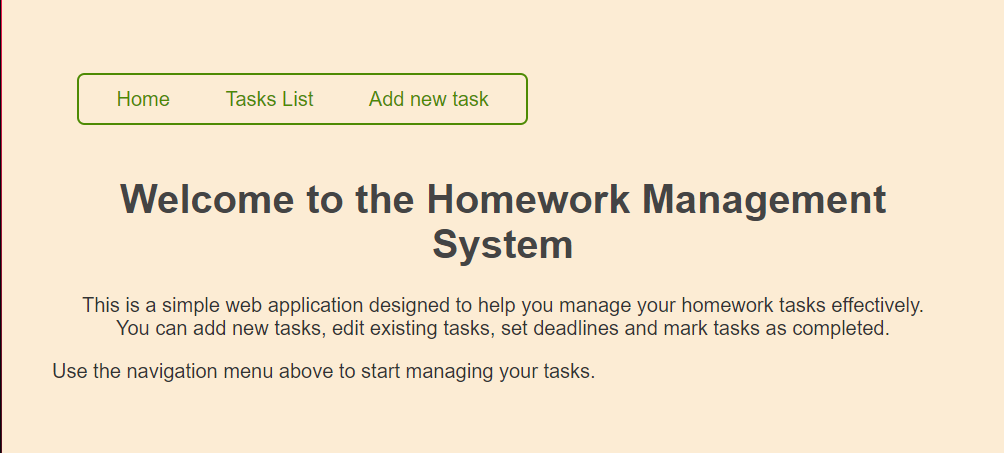 Home Tasks List Add new task
Welcome to the Homework Management
System
This is a simple web application designed to help you manage your homework tasks effectively.
You can add new tasks, edit existing tasks, set deadlines and mark tasks as completed.
Use the navigation menu above to start managing your tasks.